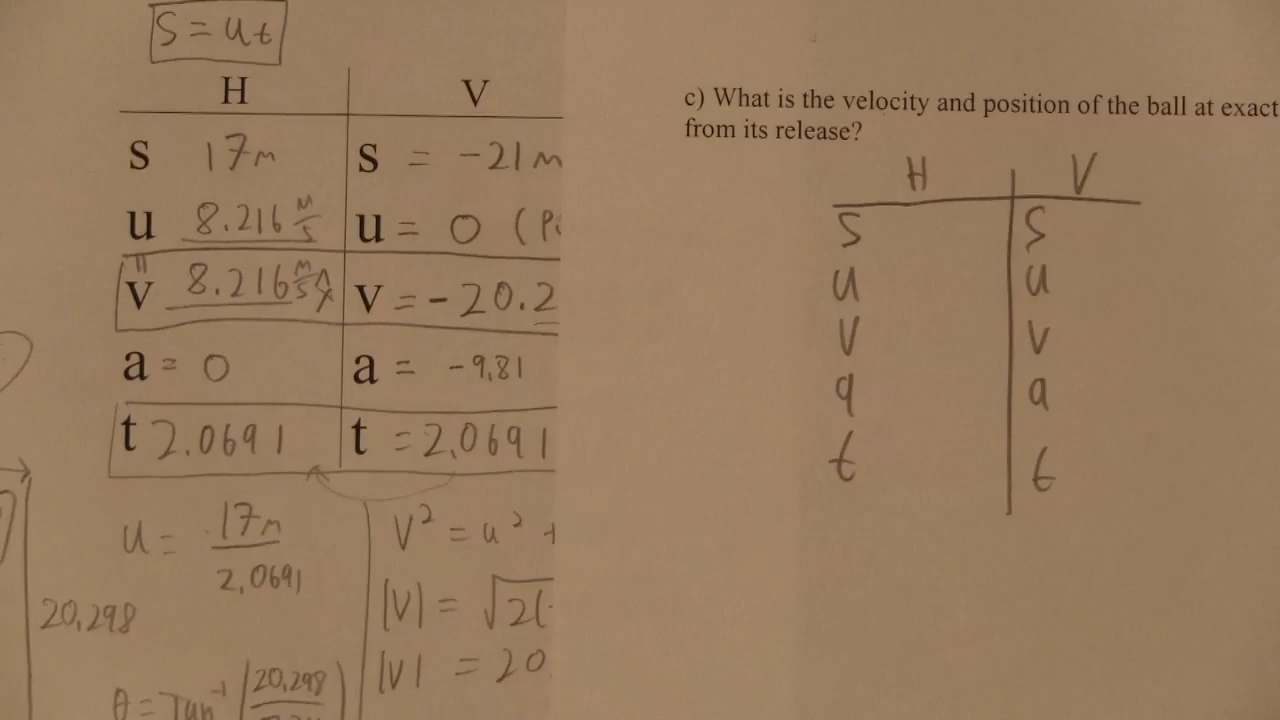 S = ut
H V
s 17m s = -21m
u 8.216 m/s u = 0 (
v 8.216 m/s v = -20.2
a = 0 a = -9.81
t 2.0691 t = 2.0691
u = 17m / 2.0691
20.298
θ = Tan⁻¹ (20.298
V² = u² +
|V| = √2(-
|V| = 20.
c) What is the velocity and position of the ball at exact
from its release?
H V
S S
u u
v v
a a
t t